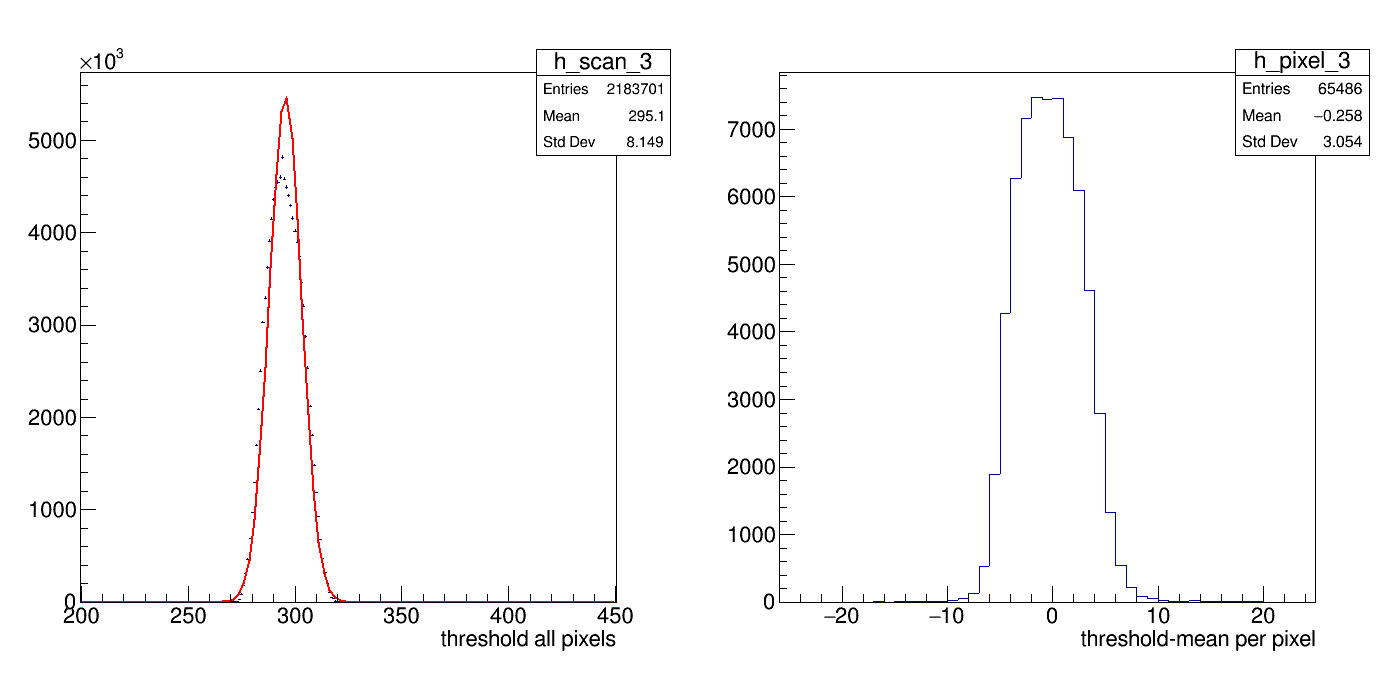 ×10³
h_scan_3
Entries 2183701
Mean 295.1
Std Dev 8.149
5000
4000
3000
2000
1000
0
200 250 300 350 400 450
threshold all pixels
h_pixel_3
Entries 65486
Mean −0.258
Std Dev 3.054
7000
6000
5000
4000
3000
2000
1000
0
−20 −10 0 10 20
threshold-mean per pixel